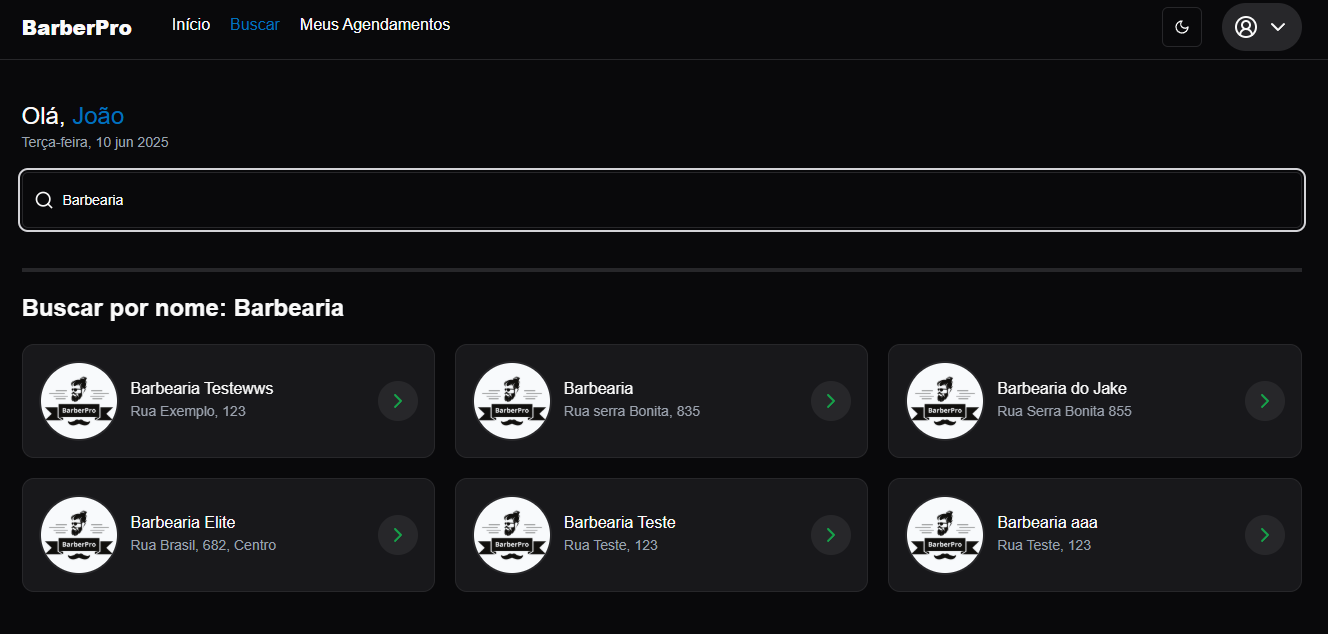 BarberPro
Início
Buscar
Meus Agendamentos
Olá, João
Terça-feira, 10 jun 2025
Barbearia
Buscar por nome: Barbearia
BarberPro
Barbearia Testewws
Rua Exemplo, 123
BarberPro
Barbearia
Rua serra Bonita, 835
BarberPro
Barbearia do Jake
Rua Serra Bonita 855
BarberPro
Barbearia Elite
Rua Brasil, 682, Centro
BarberPro
Barbearia Teste
Rua Teste, 123
BarberPro
Barbearia aaa
Rua Teste, 123